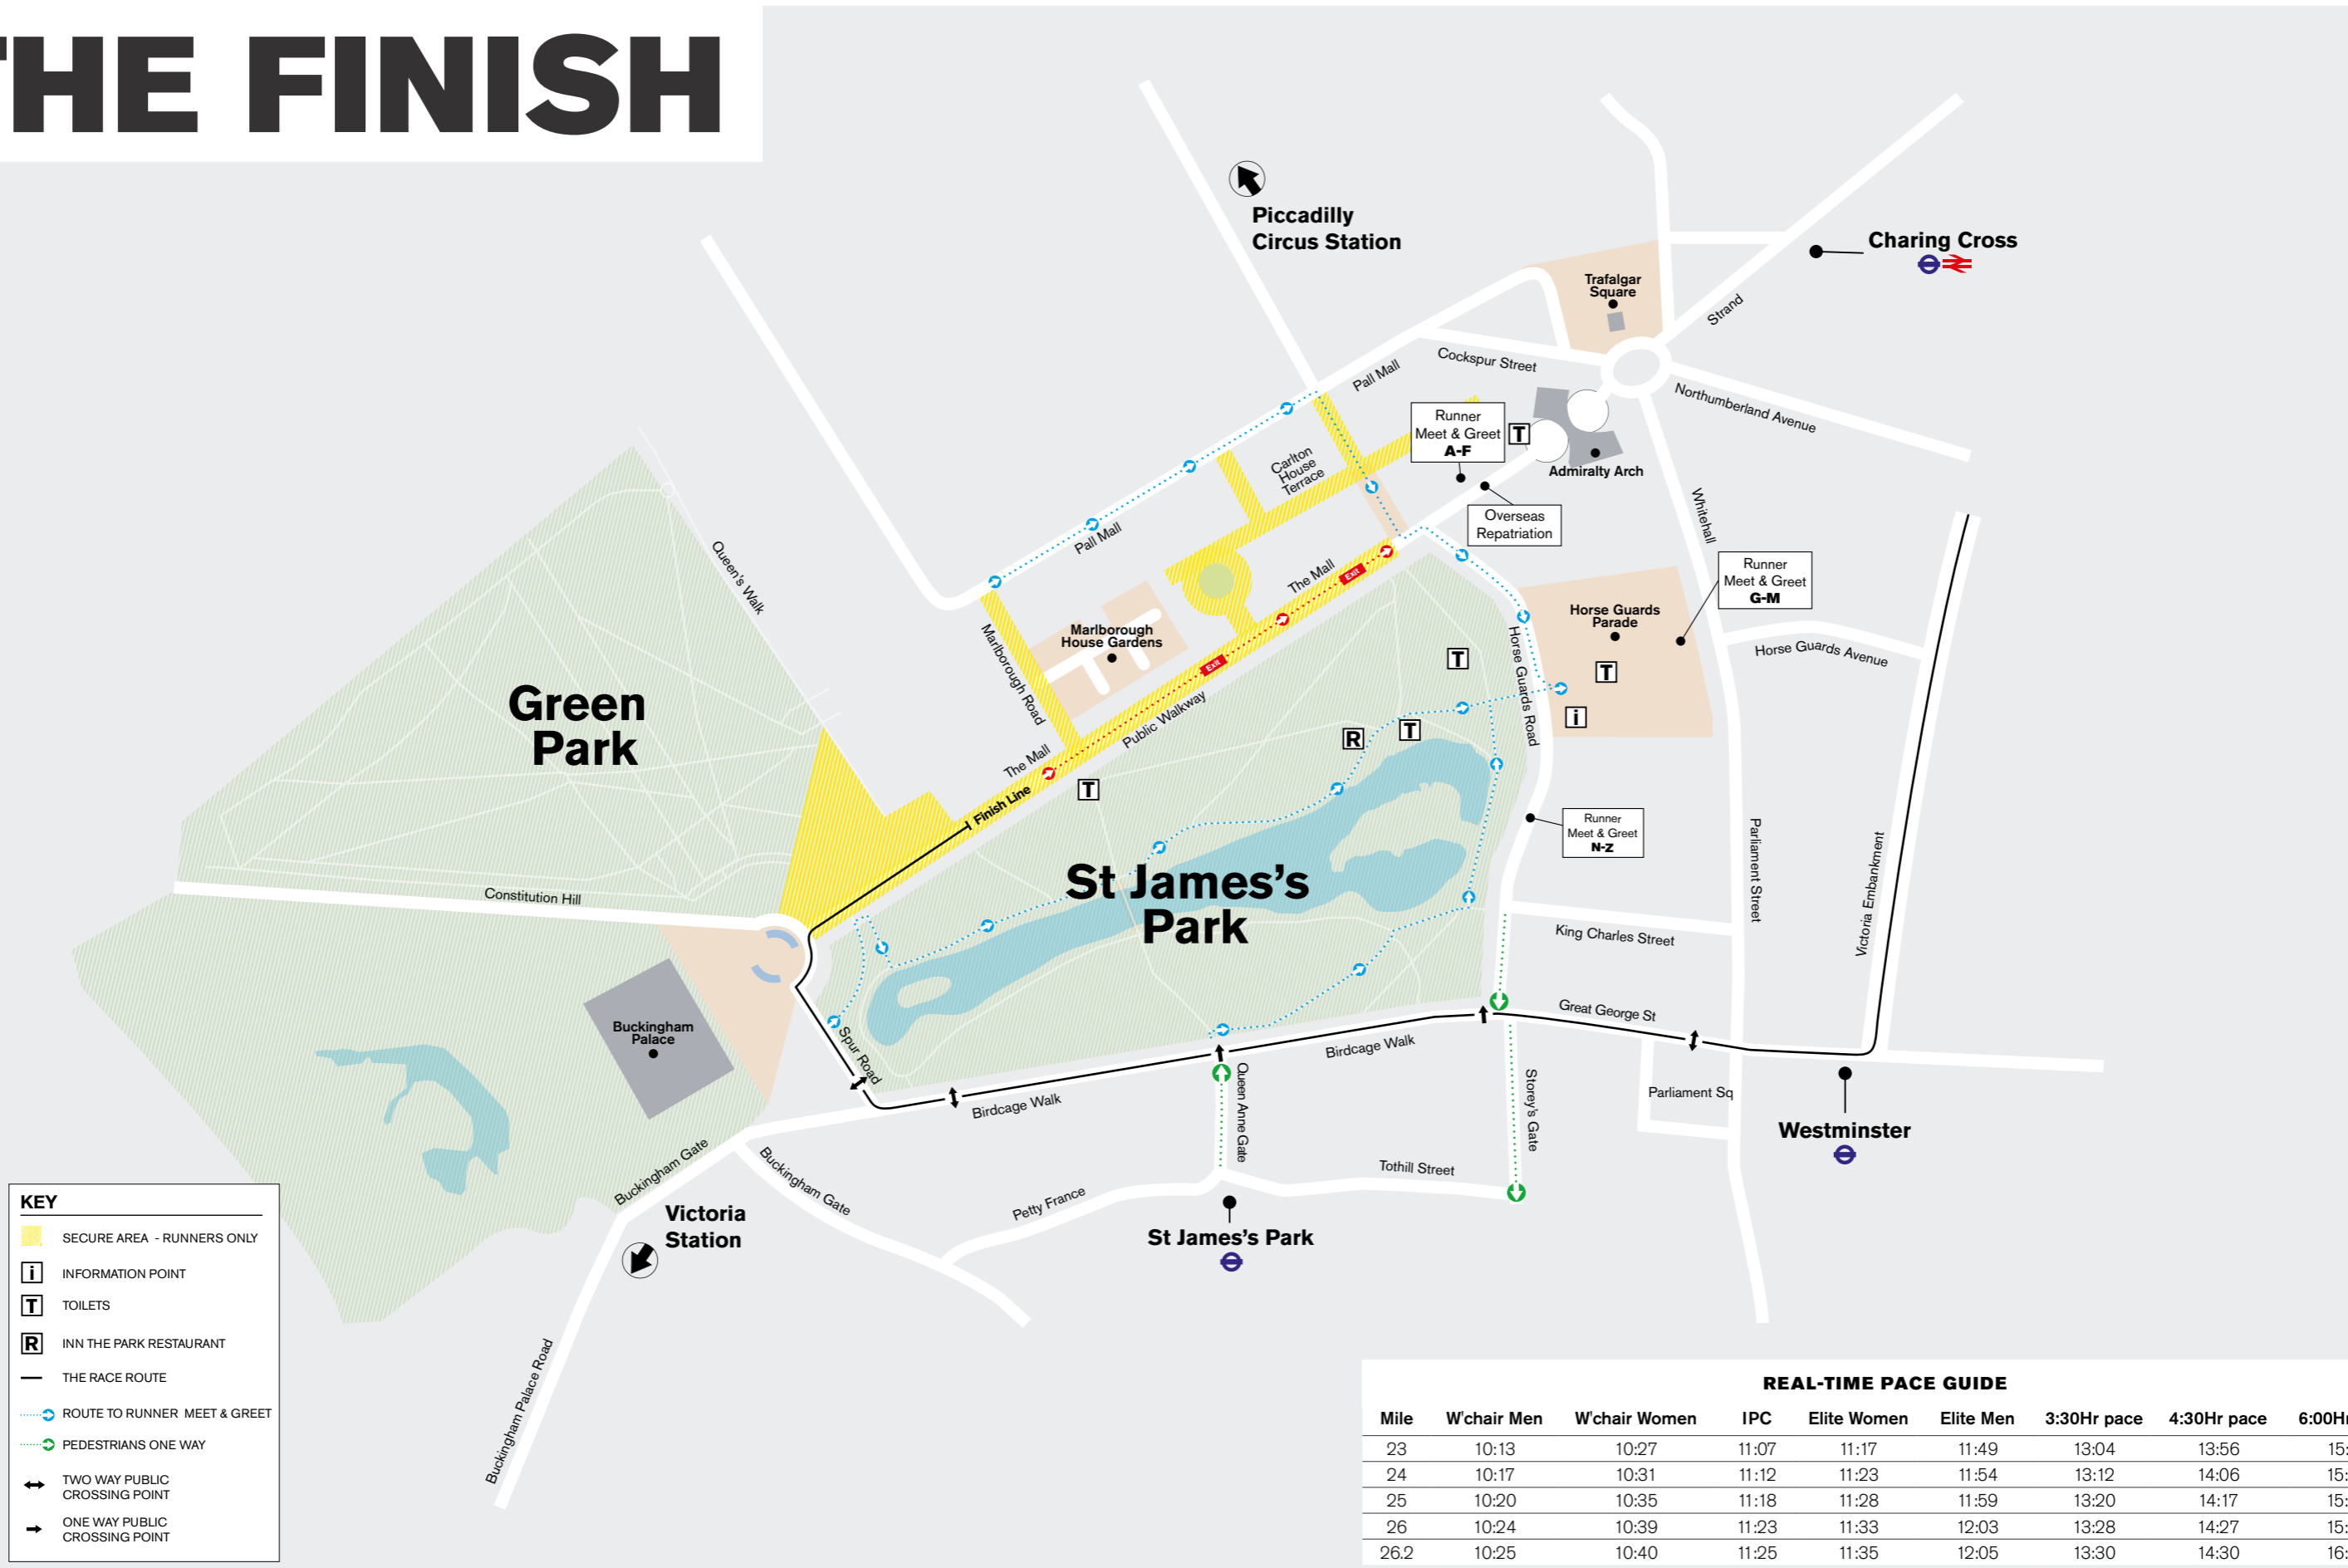 THE FINISH
Piccadilly
Circus Station
Charing Cross
Trafalgar
Square
Strand
Cockspur Street
Pall Mall
Northumberland Avenue
Runner
Meet & Greet
A-F
T
Admiralty Arch
Carlton
House
Terrace
Overseas
Repatriation
Whitehall
Pall Mall
Queen's Walk
The Mall
Exit
Runner
Meet & Greet
G-M
Horse Guards
Parade
Marlborough
House Gardens
Marlborough Road
Exit
T
Horse Guards Road
T
Horse Guards Avenue
Green
Park
Public Walkway
i
The Mall
R
T
T
Finish Line
Runner
Meet & Greet
N-Z
St James's
Park
Parliament Street
Victoria Embankment
Constitution Hill
King Charles Street
Great George St
Buckingham
Palace
Spur Road
Birdcage Walk
Birdcage Walk
Queen Anne Gate
Storey's Gate
Parliament Sq
Westminster
Buckingham Gate
Buckingham Gate
Tothill Street
Petty France
Victoria
Station
St James's Park
Buckingham Palace Road
KEY
SECURE AREA - RUNNERS ONLY
i INFORMATION POINT
T TOILETS
R INN THE PARK RESTAURANT
THE RACE ROUTE
ROUTE TO RUNNER MEET & GREET
PEDESTRIANS ONE WAY
TWO WAY PUBLIC
CROSSING POINT
ONE WAY PUBLIC
CROSSING POINT
REAL-TIME PACE GUIDE
Mile W'chair Men W'chair Women IPC Elite Women Elite Men 3:30Hr pace 4:30Hr pace 6:00Hr
23 10:13 10:27 11:07 11:17 11:49 13:04 13:56 15:
24 10:17 10:31 11:12 11:23 11:54 13:12 14:06 15:
25 10:20 10:35 11:18 11:28 11:59 13:20 14:17 15:
26 10:24 10:39 11:23 11:33 12:03 13:28 14:27 15:
26.2 10:25 10:40 11:25 11:35 12:05 13:30 14:30 16: